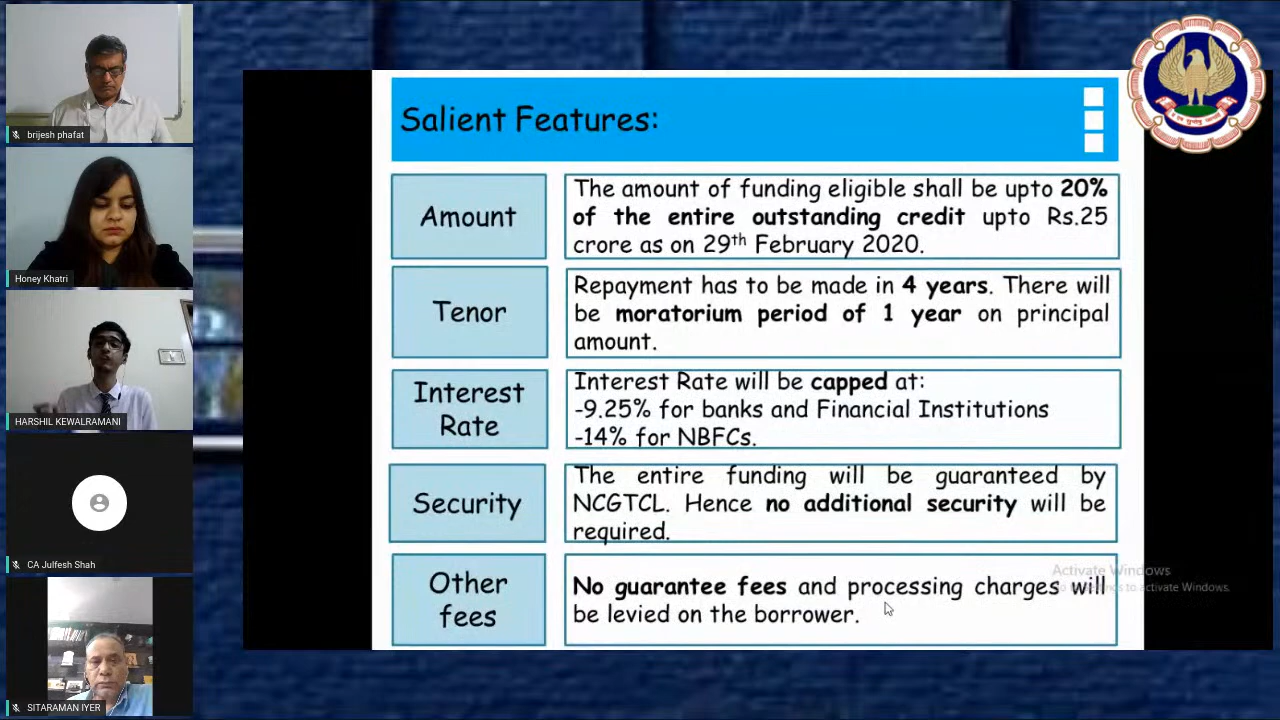 brijesh phafat
Honey Khatri
HARSHIL KEWALRAMANI
CA Julfesh Shah
SITARAMAN IYER
Salient Features:
Amount
The amount of funding eligible shall be upto 20%
of the entire outstanding credit upto Rs.25
crore as on 29th February 2020.
Tenor
Repayment has to be made in 4 years. There will
be moratorium period of 1 year on principal
amount.
Interest
Rate
Interest Rate will be capped at:
-9.25% for banks and Financial Institutions
-14% for NBFCs.
Security
The entire funding will be guaranteed by
NCGTCL. Hence no additional security will be
required.
Other
fees
No guarantee fees and processing charges will
be levied on the borrower.
Activate Windows
to activate Windows.